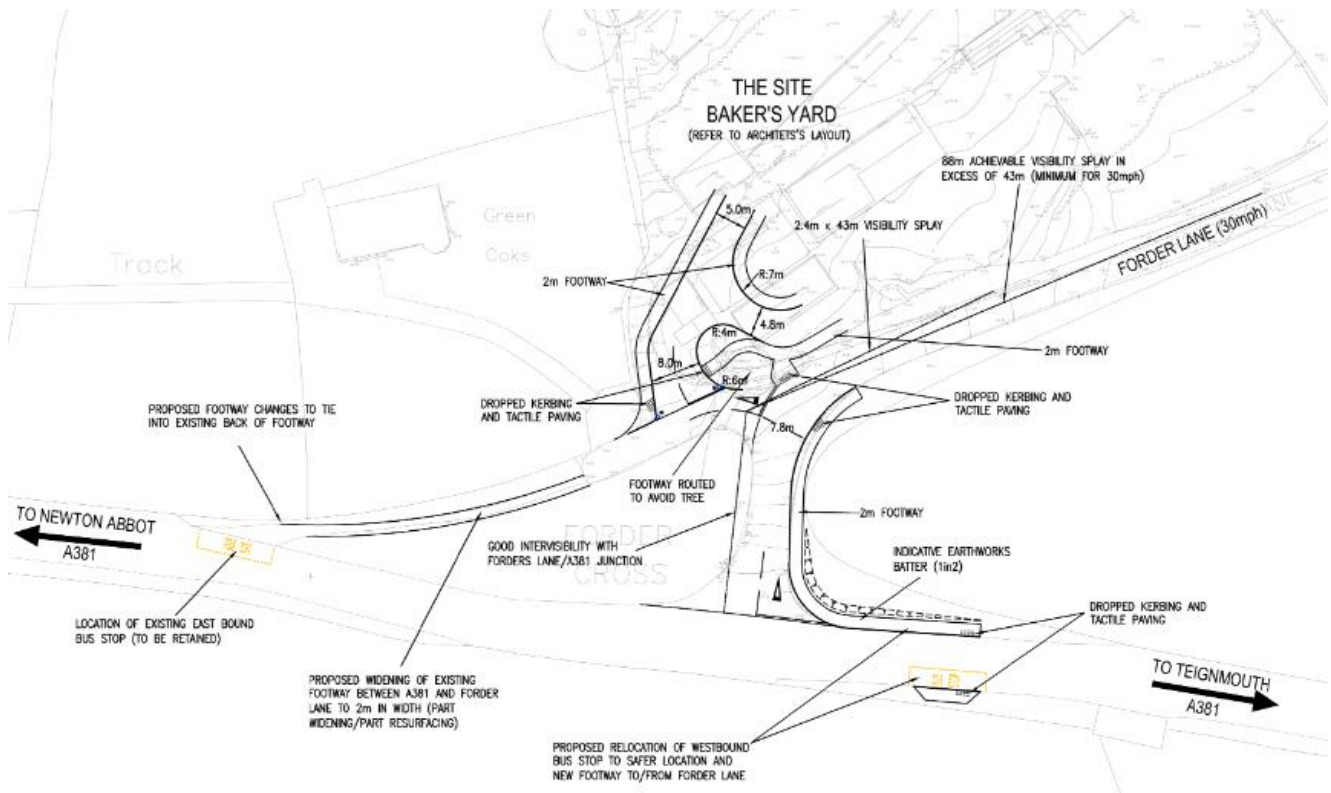 THE SITE
BAKER'S YARD
(REFER TO ARCHITETS'S LAYOUT)
88m ACHIEVABLE VISIBILITY SPLAY IN
EXCESS OF 43m (MINIMUM FOR 30mph)
5.0m
2.4m x 43m VISIBILITY SPLAY
Green
Oaks
FORDER LANE (30mph)
Track
2m FOOTWAY
R:7m
R:4m
4.8m
2m FOOTWAY
8.0m
R:6m
PROPOSED FOOTWAY CHANGES TO TIE
INTO EXISTING BACK OF FOOTWAY
DROPPED KERBING
AND TACTILE PAVING
DROPPED KERBING AND
TACTILE PAVING
7.8m
FOOTWAY ROUTED
TO AVOID TREE
TO NEWTON ABBOT
A381
2m FOOTWAY
FORDER
CROSS
GOOD INTERVISIBILITY WITH
FORDERS LANE/A381 JUNCTION
INDICATIVE EARTHWORKS
BATTER (1in2)
DROPPED KERBING AND
TACTILE PAVING
LOCATION OF EXISTING EAST BOUND
BUS STOP (TO BE RETAINED)
PROPOSED WIDENING OF EXISTING
FOOTWAY BETWEEN A381 AND FORDER
LANE TO 2m IN WIDTH (PART
WIDENING/PART RESURFACING)
TO TEIGNMOUTH
A381
PROPOSED RELOCATION OF WESTBOUND
BUS STOP TO SAFER LOCATION AND
NEW FOOTWAY TO/FROM FORDER LANE